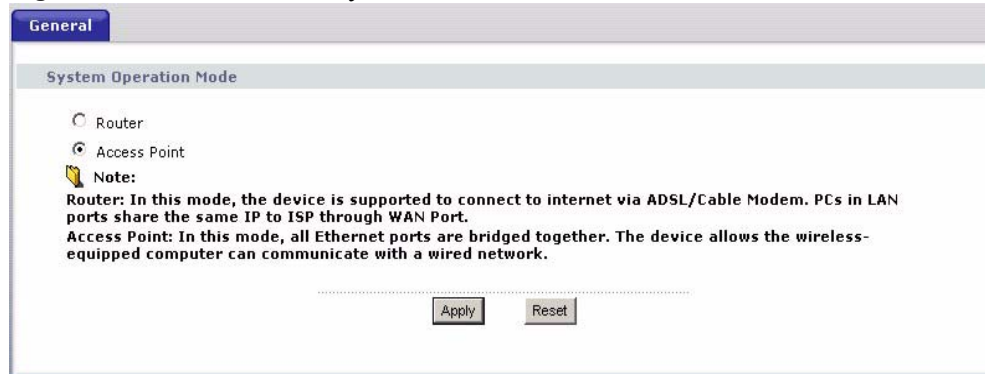 General
System Operation Mode
Router
Access Point
Note:
Router: In this mode, the device is supported to connect to internet via ADSL/Cable Modem. PCs in LAN
ports share the same IP to ISP through WAN Port.
Access Point: In this mode, all Ethernet ports are bridged together. The device allows the wireless-
equipped computer can communicate with a wired network.
Apply Reset